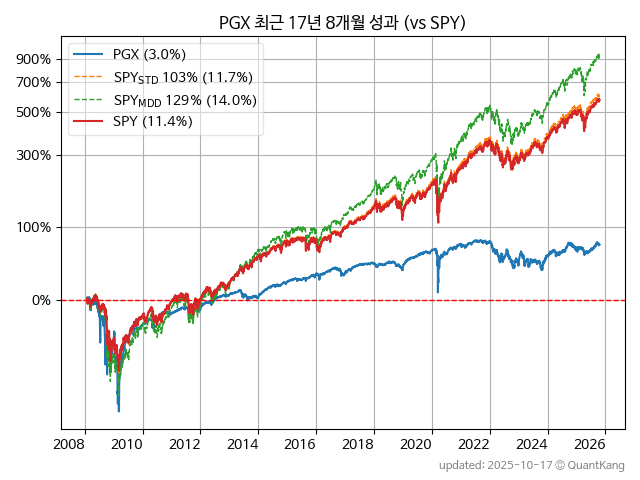 PGX 최근 17년 8개월 성과 (vs SPY)
PGX (3.0%)
SPY_STD 103% (11.7%)
SPY_MDD 129% (14.0%)
SPY (11.4%)
900%
700%
500%
300%
100%
0%
2008 2010 2012 2014 2016 2018 2020 2022 2024 2026
updated: 2025-10-17 © QuantKang